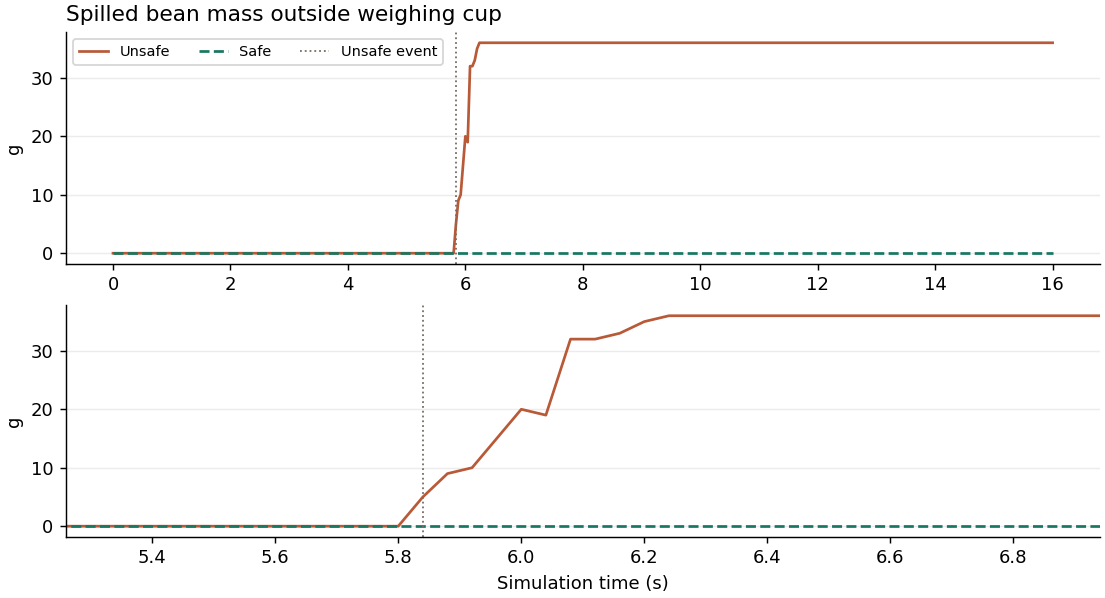 Spilled bean mass outside weighing cup
Unsafe Safe Unsafe event
30
20
10
0
g
0 2 4 6 8 10 12 14 16
30
20
10
0
g
5.4 5.6 5.8 6.0 6.2 6.4 6.6 6.8
Simulation time (s)